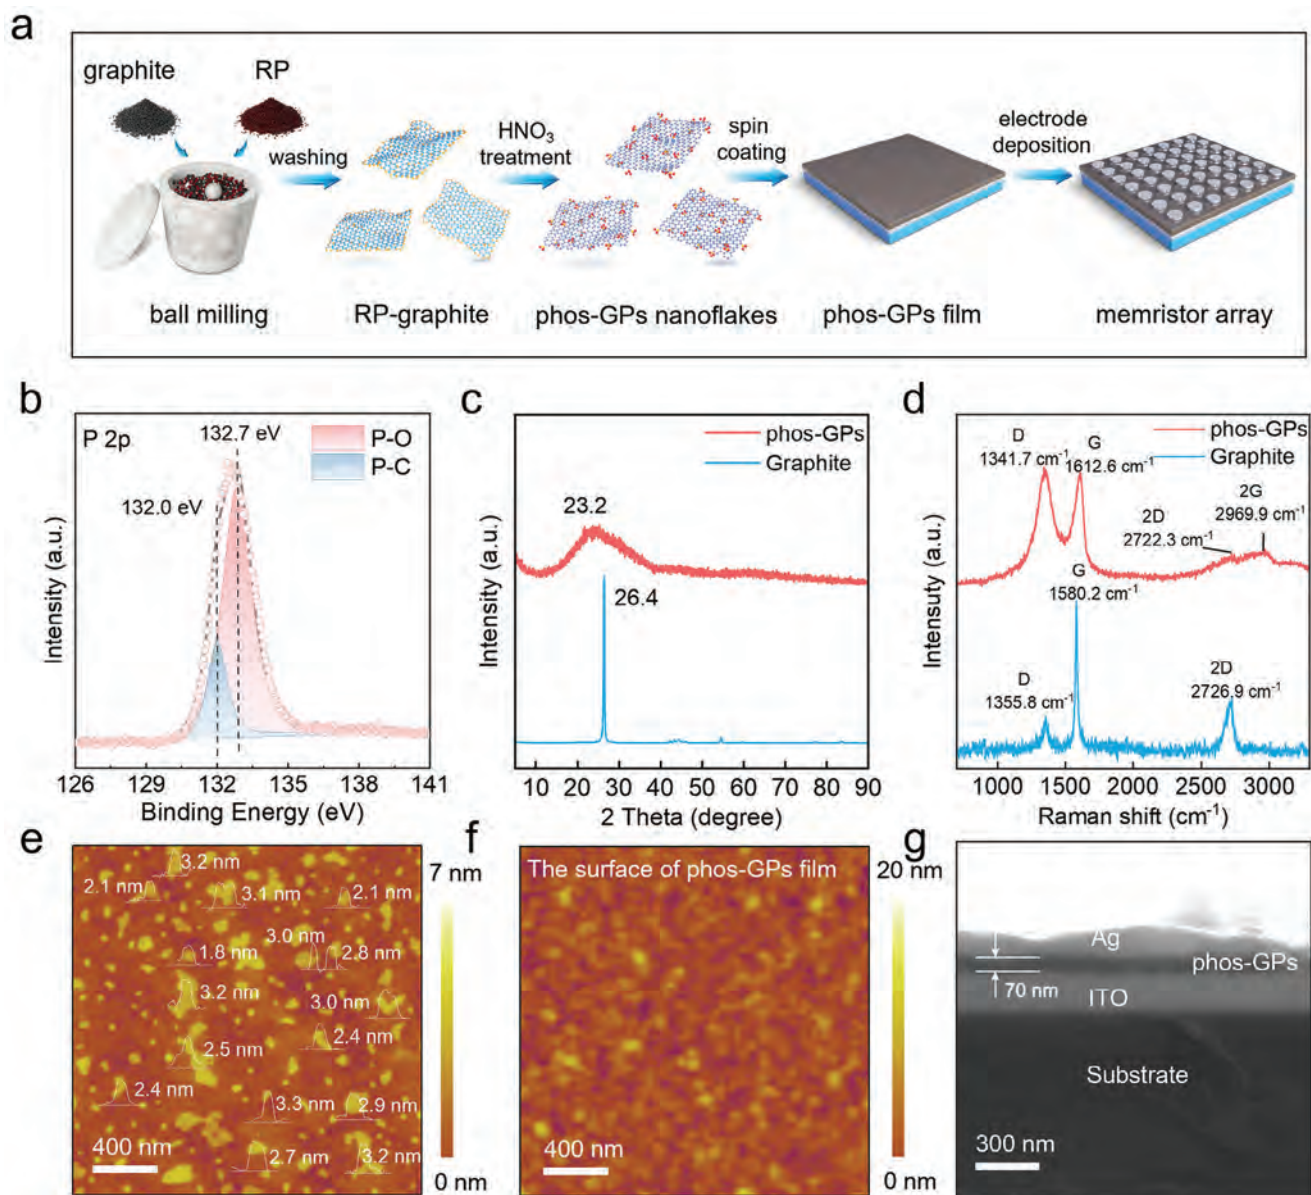 a
graphite
RP
washing
HNO₃
treatment
spin
coating
electrode
deposition
ball milling
RP-graphite
phos-GPs nanoflakes
phos-GPs film
memristor array
b
P 2p
132.7 eV
132.0 eV
P-O
P-C
Intensity (a.u.)
126 129 132 135 138 141
Binding Energy (eV)
c
phos-GPs
Graphite
23.2
26.4
Intensity (a.u.)
10 20 30 40 50 60 70 80 90
2 Theta (degree)
d
phos-GPs
Graphite
D
1341.7 cm⁻¹
G
1612.6 cm⁻¹
2D
2722.3 cm⁻¹
2G
2969.9 cm⁻¹
G
1580.2 cm⁻¹
D
1355.8 cm⁻¹
2D
2726.9 cm⁻¹
Intensuty (a.u.)
1000 1500 2000 2500 3000
Raman shift (cm⁻¹)
e
3.2 nm
2.1 nm
3.1 nm
2.1 nm
3.0 nm
1.8 nm
2.8 nm
3.2 nm
3.0 nm
2.4 nm
2.5 nm
2.4 nm
3.3 nm
2.9 nm
2.7 nm
3.2 nm
400 nm
7 nm
0 nm
f
The surface of phos-GPs film
400 nm
20 nm
0 nm
g
Ag
phos-GPs
70 nm
ITO
Substrate
300 nm